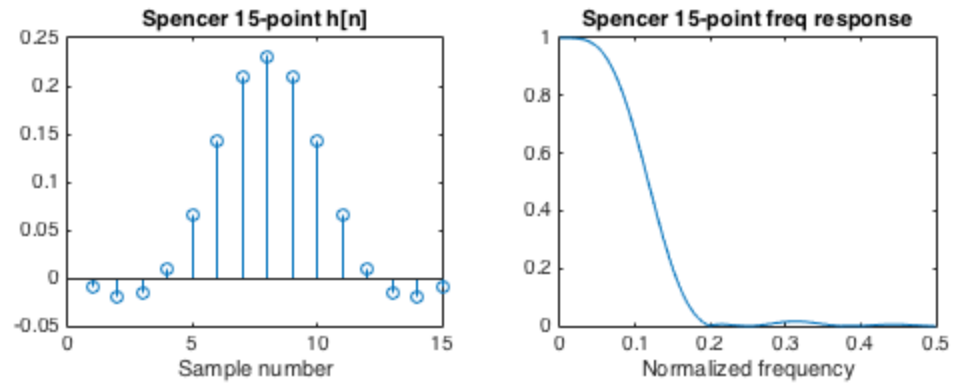 Spencer 15-point h[n]
0.25
0.2
0.15
0.1
0.05
0
-0.05
0 5 10 15
Sample number
Spencer 15-point freq response
1
0.8
0.6
0.4
0.2
0
0 0.1 0.2 0.3 0.4 0.5
Normalized frequency